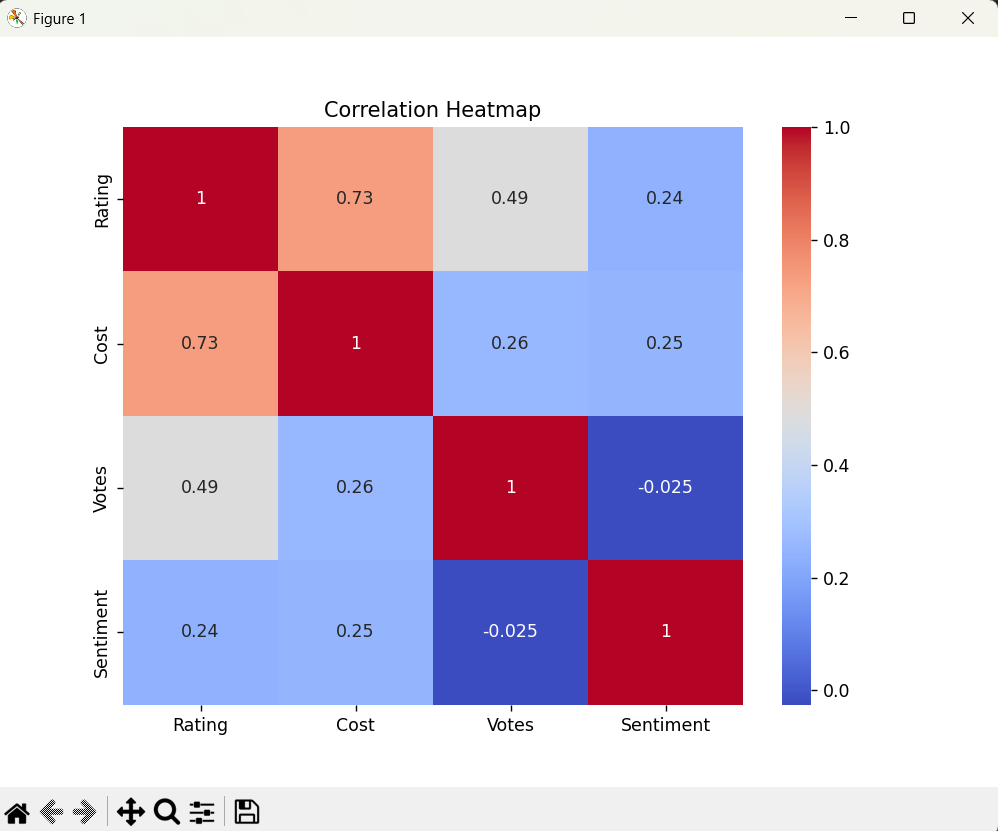 Figure 1
Correlation Heatmap
Rating 1 0.73 0.49 0.24
Cost 0.73 1 0.26 0.25
Votes 0.49 0.26 1 -0.025
Sentiment 0.24 0.25 -0.025 1
Rating Cost Votes Sentiment
1.0
0.8
0.6
0.4
0.2
0.0